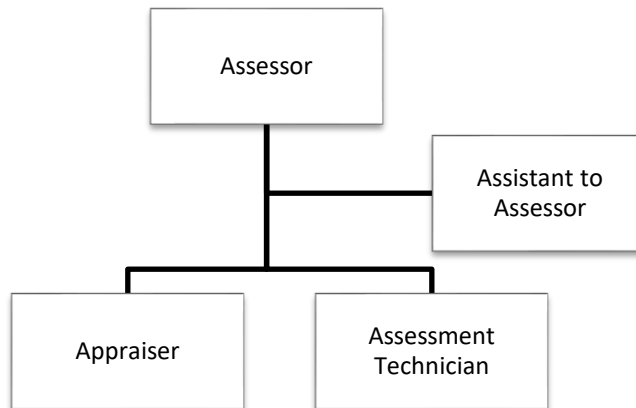 Assessor
Assistant to
Assessor
Appraiser
Assessment
Technician